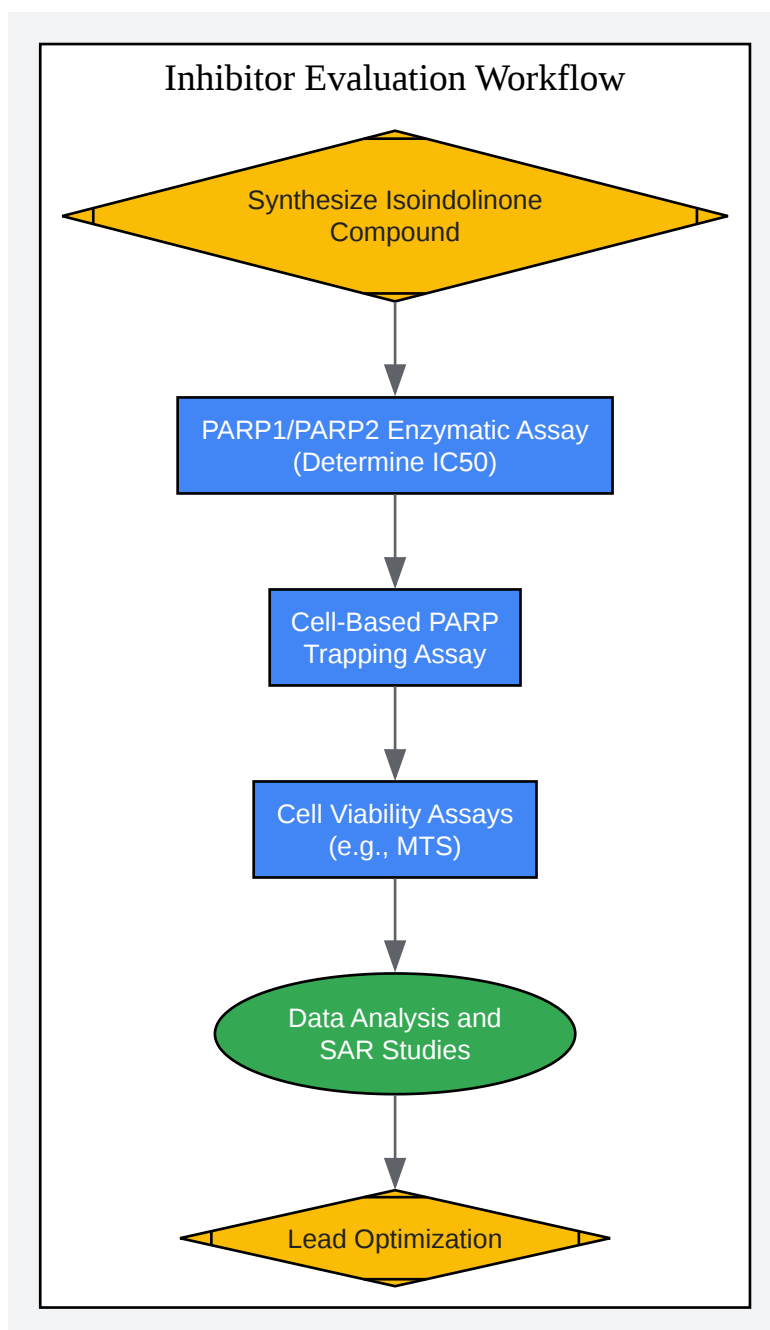 Inhibitor Evaluation Workflow
Synthesize Isoindolinone
Compound
PARP1/PARP2 Enzymatic Assay
(Determine IC50)
Cell-Based PARP
Trapping Assay
Cell Viability Assays
(e.g., MTS)
Data Analysis and
SAR Studies
Lead Optimization